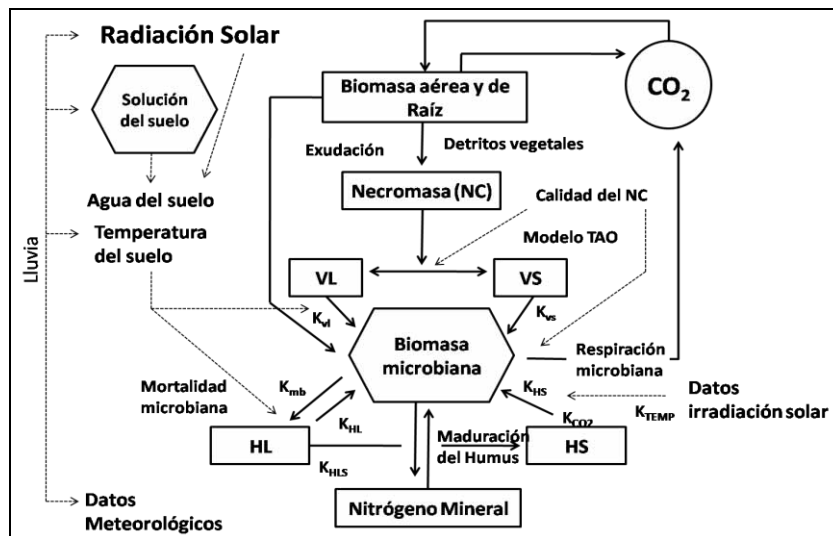 Radiación Solar
Solución
del suelo
Agua del suelo
Temperatura
del suelo
Lluvia
Datos
Meteorológicos
Biomasa aérea y de
Raíz
CO2
Exudación
Detritos vegetales
Necromasa (NC)
Calidad del NC
Modelo TAO
VL
VS
Kvl
Kvs
Biomasa
microbiana
Respiración
microbiana
Mortalidad
microbiana
Kmb
KHL
KHS
KCO2
KTEMP
Datos
irradiación solar
HL
KHLS
Maduración
del Humus
HS
Nitrógeno Mineral